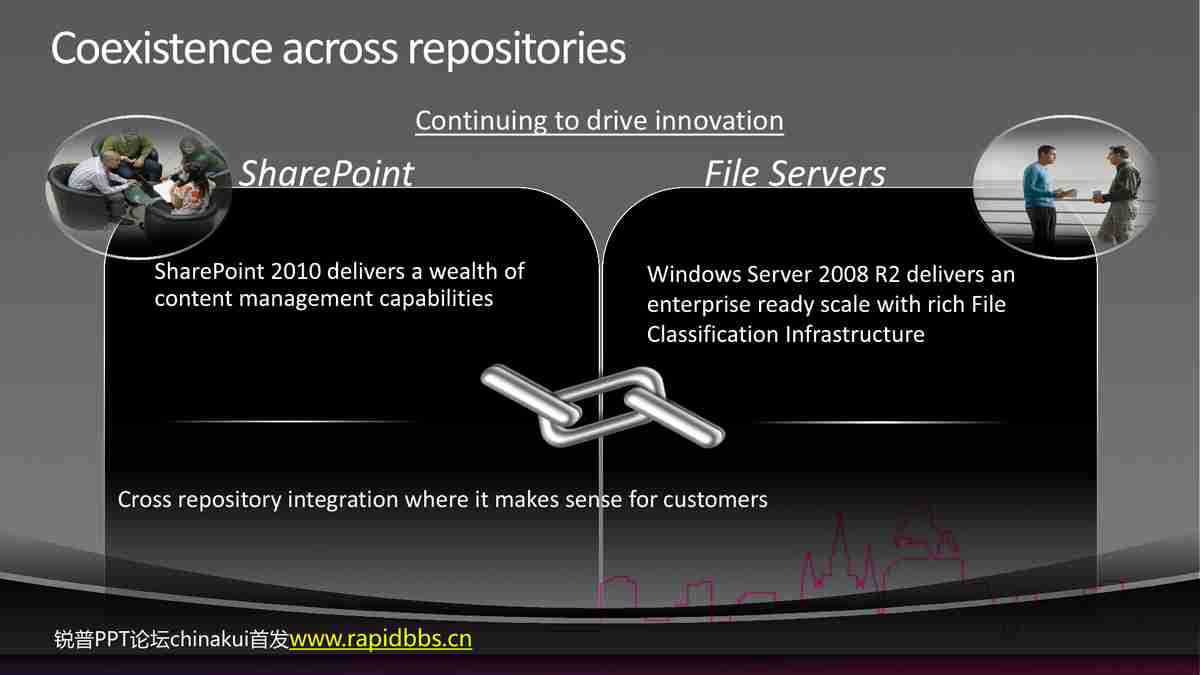 Coexistence across repositories
Continuing to drive innovation
SharePoint
File Servers
SharePoint 2010 delivers a wealth of
content management capabilities
Windows Server 2008 R2 delivers an
enterprise ready scale with rich File
Classification Infrastructure
Cross repository integration where it makes sense for customers
锐普PPT论坛chinakui首发www.rapidbbs.cn